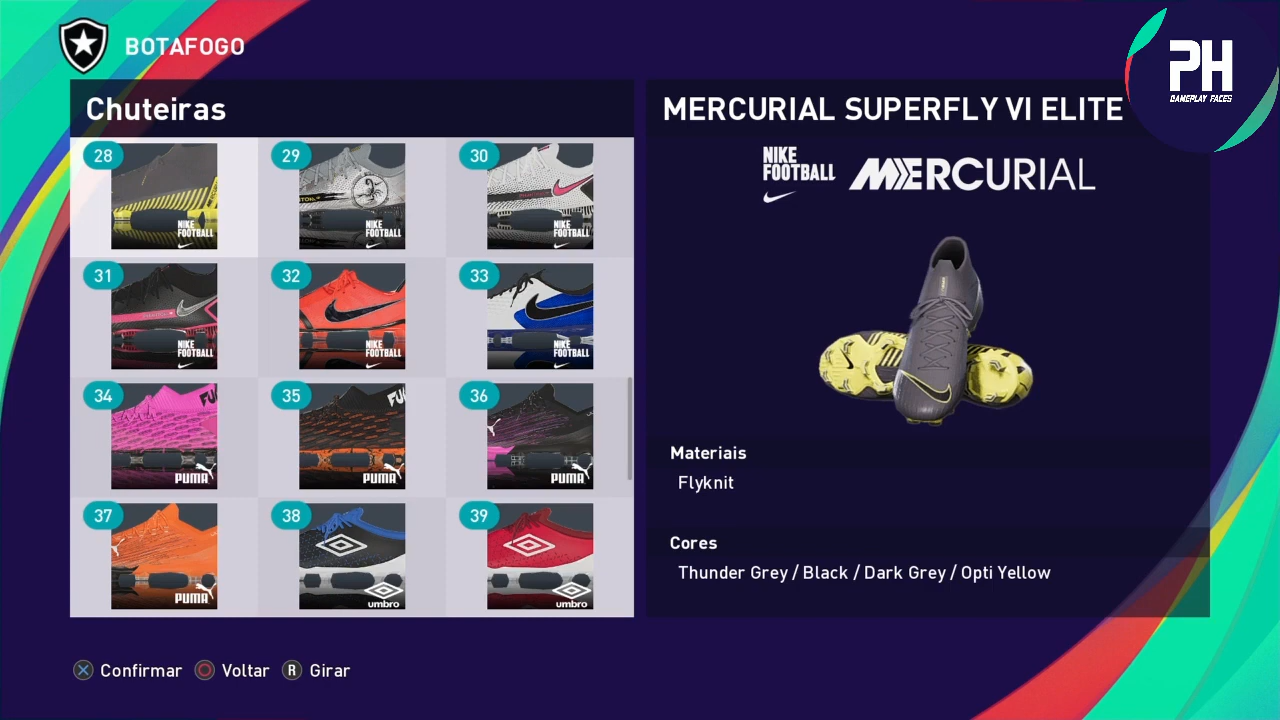 BOTAFOGO
PH
GAMEPLAY FACES
Chuteiras
28
NIKE
FOOTBALL
29
NIKE
FOOTBALL
30
NIKE
FOOTBALL
31
NIKE
FOOTBALL
32
NIKE
FOOTBALL
33
NIKE
FOOTBALL
34
PUMA
35
PUMA
36
PUMA
37
PUMA
38
umbro
39
umbro
MERCURIAL SUPERFLY VI ELITE
NIKE
FOOTBALL
MERCURIAL
Materiais
Flyknit
Cores
Thunder Grey / Black / Dark Grey / Opti Yellow
Confirmar
Voltar
R Girar